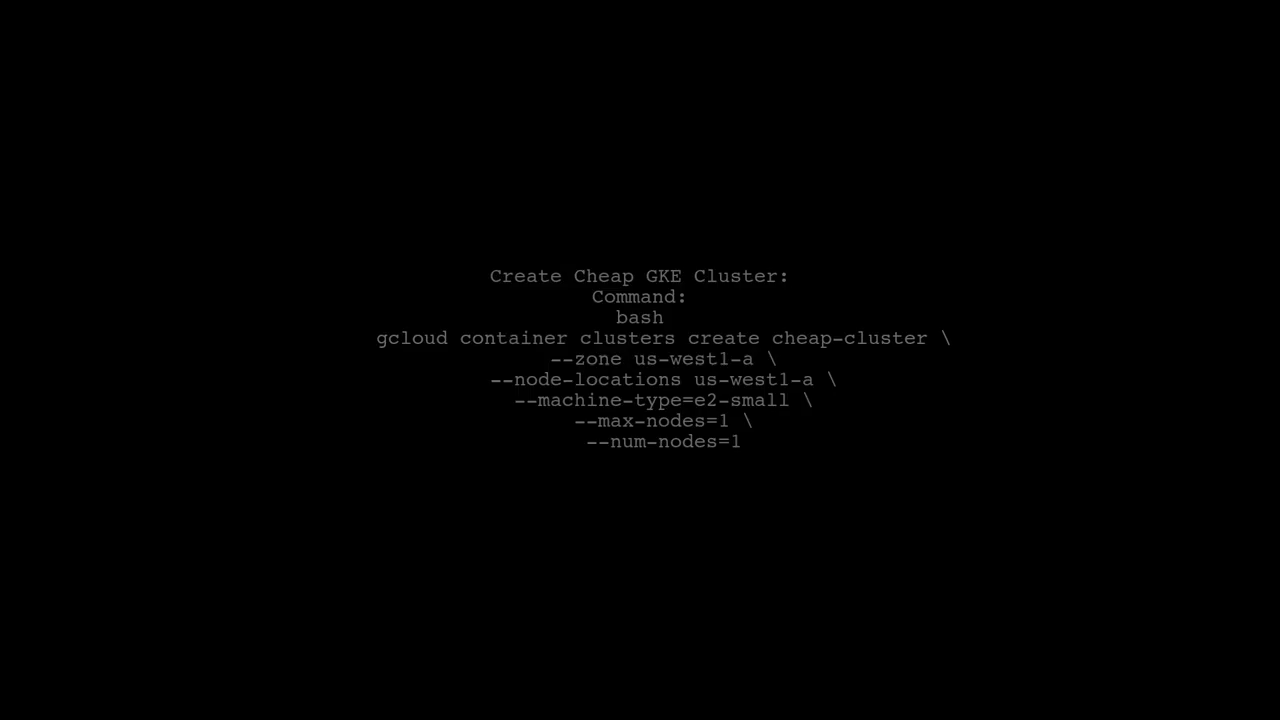 Create Cheap GKE Cluster:
Command:
bash
gcloud container clusters create cheap-cluster \
--zone us-west1-a \
--node-locations us-west1-a \
--machine-type=e2-small \
--max-nodes=1 \
--num-nodes=1